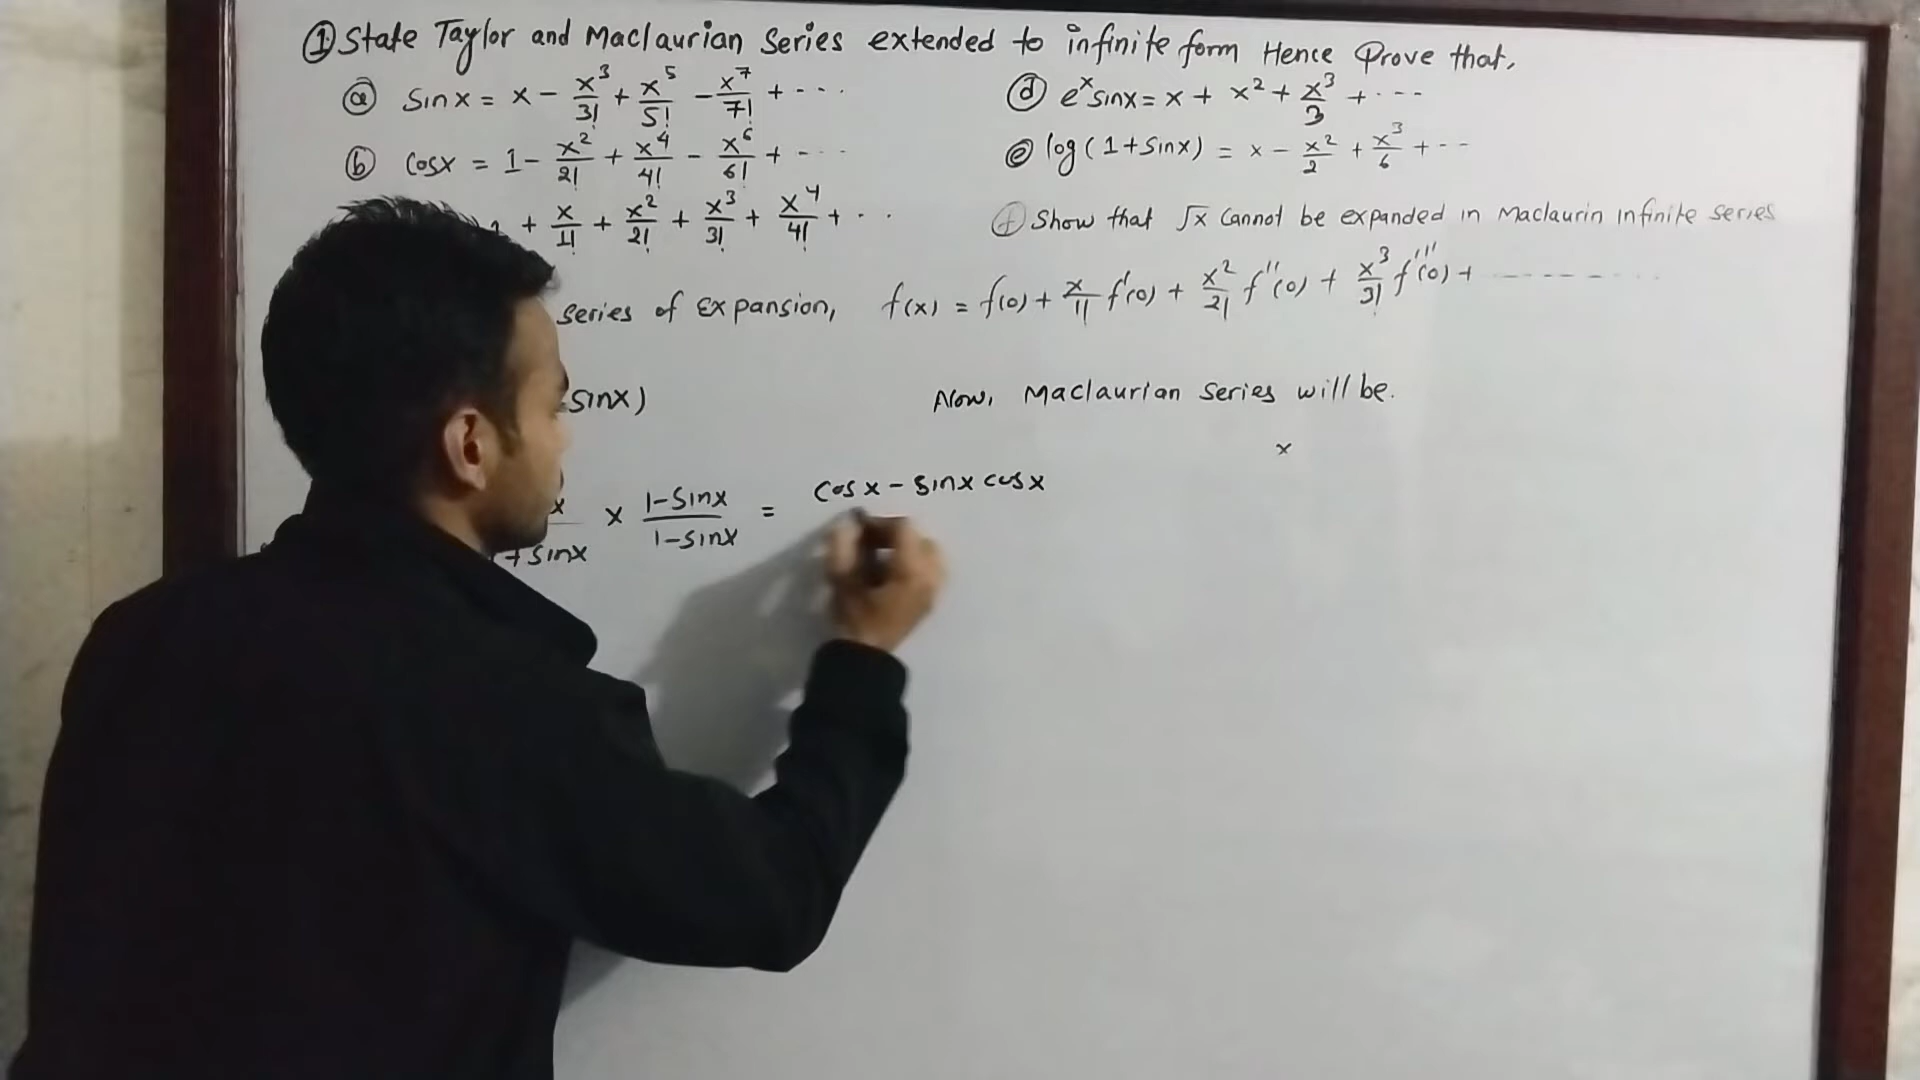 ① State Taylor and Maclaurian Series extended to infinite form Hence Prove that,
ⓐ sinx = x - x³/3! + x⁵/5! - x⁷/7! + ...
ⓑ cosx = 1 - x²/2! + x⁴/4! - x⁶/6! + ...
+ x/1! + x²/2! + x³/3! + x⁴/4! + ...
ⓓ eˣsinx = x + x² + x³/3 + ...
ⓔ log(1+sinx) = x - x²/2 + x³/6 + ...
ⓕ Show that √x cannot be expanded in Maclaurin infinite series
series of expansion, f(x) = f(0) + x/1! f'(0) + x²/2! f''(0) + x³/3! f'''(0) + ...
sinx)
x/+sinx × 1-sinx/1-sinx = cosx - sinx cosx
Now, Maclaurian series will be.
x